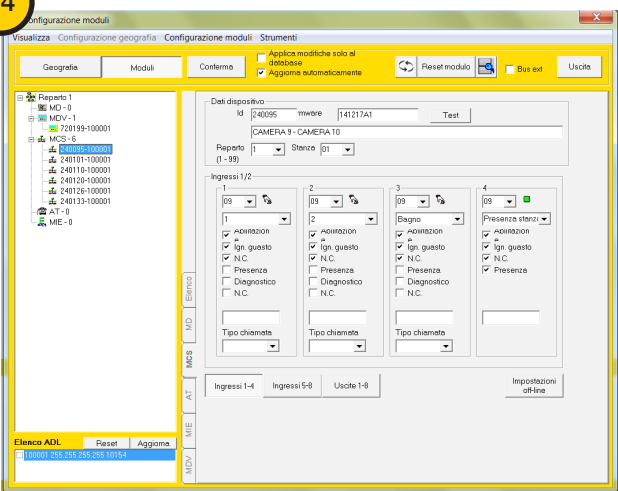 4
Configurazione moduli
Visualizza Configurazione geografia Configurazione moduli Strumenti
Geografia Moduli Conferma
Applica modifiche solo al database
Aggiorna automaticamente
Reset modulo Bus ext Uscita
Reparto 1
MD - 0
MDV - 1
720199-100001
MCS - 6
240095-100001
240101-100001
240110-100001
240120-100001
240126-100001
240133-100001
AT - 0
MIE - 0
Elenco ADL Reset Aggiorna
100001 255.255.255.255 10154
Elenco
MD
MCS
AT
MIE
MDV
Dati dispositivo
Id 240095 mware 141217A1 Test
CAMERA 9 - CAMERA 10
Reparto 1 Stanza 01
(1 - 99)
Ingressi 1/2
1 2 3 4
09 09 09 09
1 2 Bagno Presenza stanza
Abilitazion Abilitazion Abilitazion Abilitazion
e e e e
Ign. guasto Ign. guasto Ign. guasto Ign. guasto
N.C. N.C. N.C. N.C.
Presenza Presenza Presenza Presenza
Diagnostico Diagnostico Diagnostico
N.C. N.C. N.C.
Tipo chiamata Tipo chiamata Tipo chiamata
Ingressi 1-4 Ingressi 5-8 Uscite 1-8 Impostazioni off-line